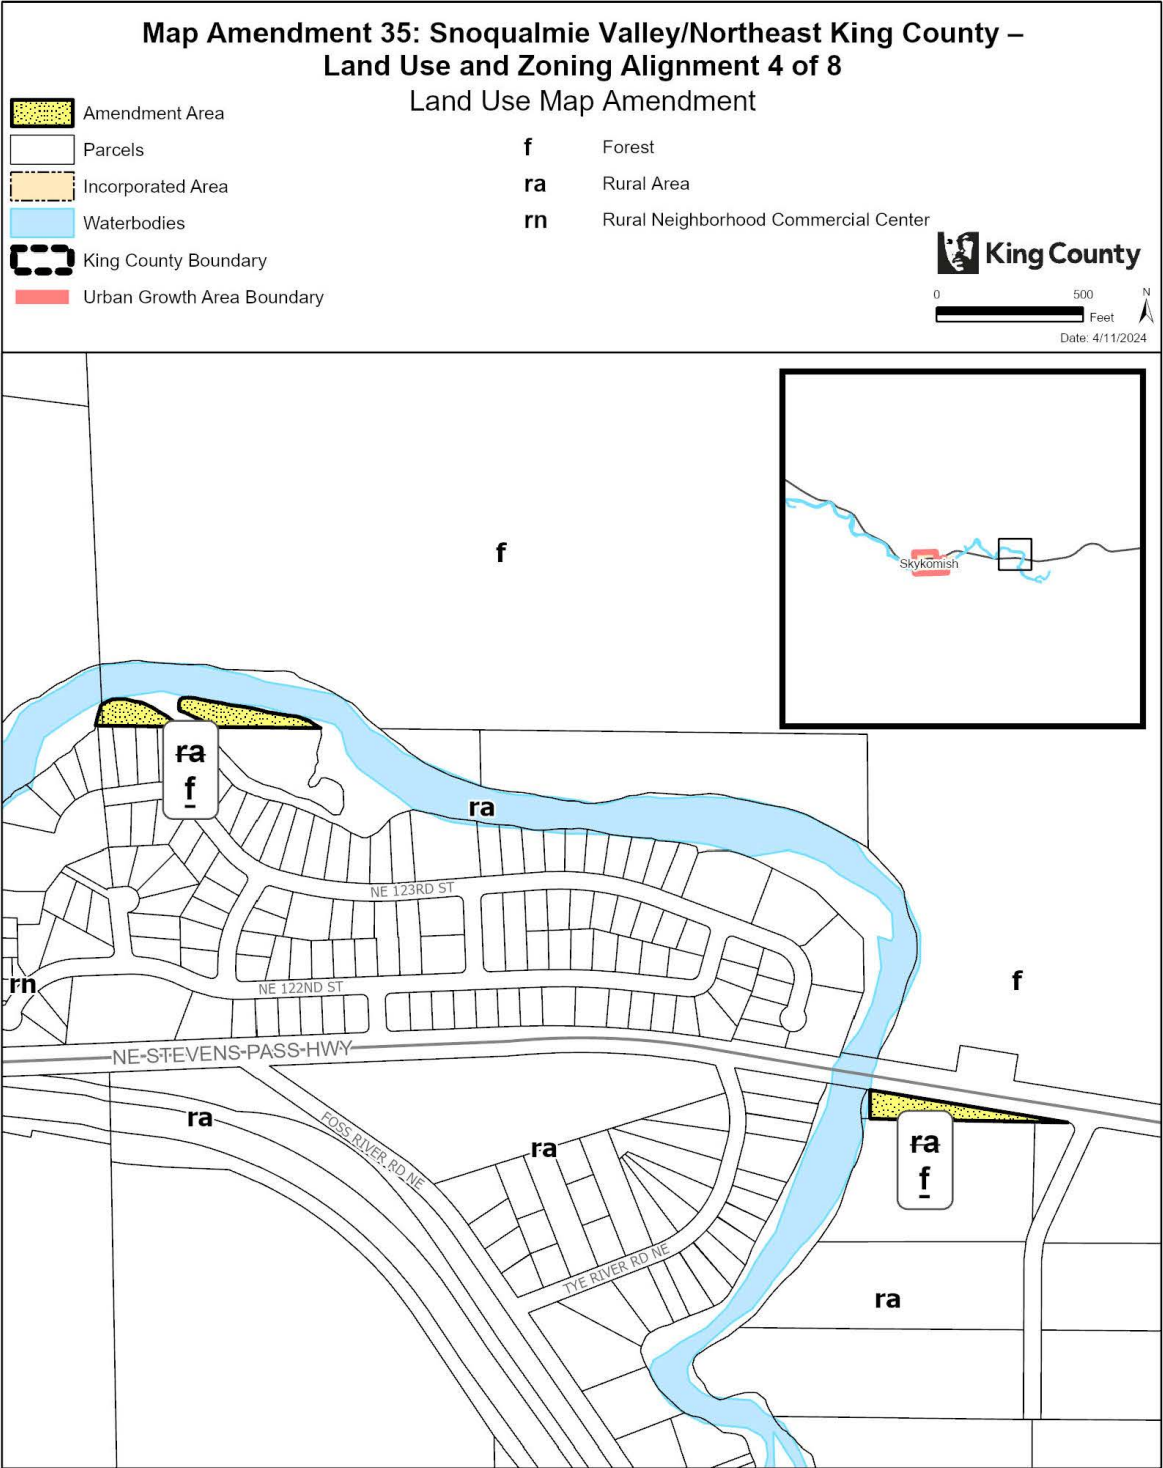 Map Amendment 35: Snoqualmie Valley/Northeast King County –
Land Use and Zoning Alignment 4 of 8
Land Use Map Amendment
Amendment Area
Parcels
Incorporated Area
Waterbodies
King County Boundary
Urban Growth Area Boundary
f Forest
ra Rural Area
rn Rural Neighborhood Commercial Center
King County
0 500
Feet
N
Date: 4/11/2024
Skykomish
f
ra
f
ra
NE 123RD ST
rn
NE 122ND ST
f
NE STEVENS PASS HWY
ra
FOSS RIVER RD NE
ra
ra
f
TYE RIVER RD NE
ra